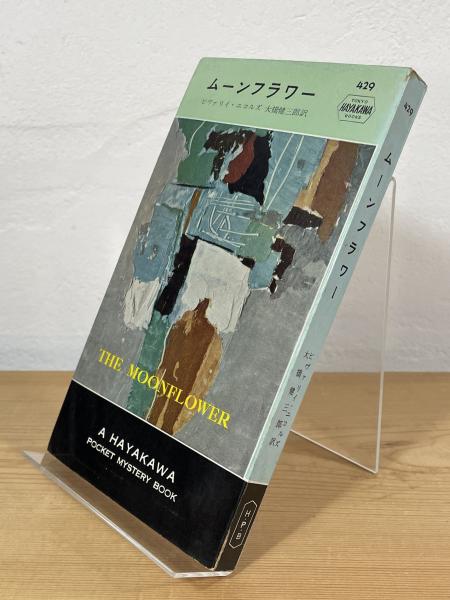 ムーンフラワー
429
ビヴァリイ・ニコルズ 大橋健三郎訳
TOKYO
HAYAKAWA
BOOKS
THE MOONFLOWER
A HAYAKAWA
POCKET MYSTERY BOOK
429
ムーンフラワー
ビヴァリイ・ニコルズ
大橋健三郎訳
H・P・B